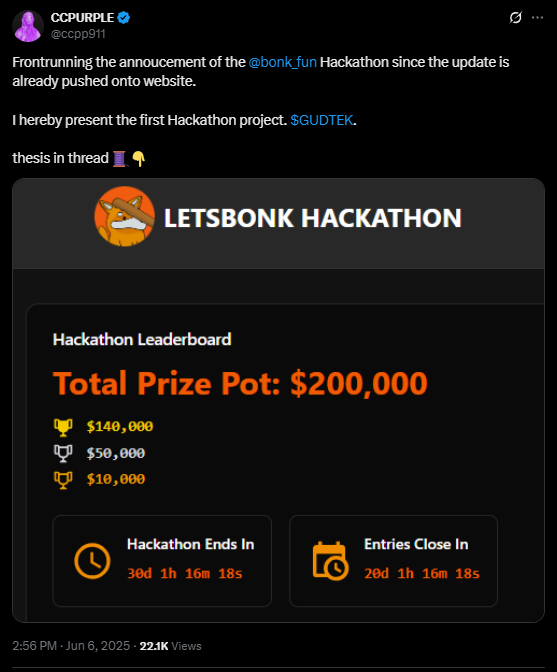 CCPURPLE
@ccpp911
Frontrunning the annoucement of the @bonk_fun Hackathon since the update is
already pushed onto website.
I hereby present the first Hackathon project. $GUDTEK.
thesis in thread 🧵👇
LETSBONK HACKATHON
Hackathon Leaderboard
Total Prize Pot: $200,000
$140,000
$50,000
$10,000
Hackathon Ends In
30d 1h 16m 18s
Entries Close In
20d 1h 16m 18s
2:56 PM · Jun 6, 2025 · 22.1K Views